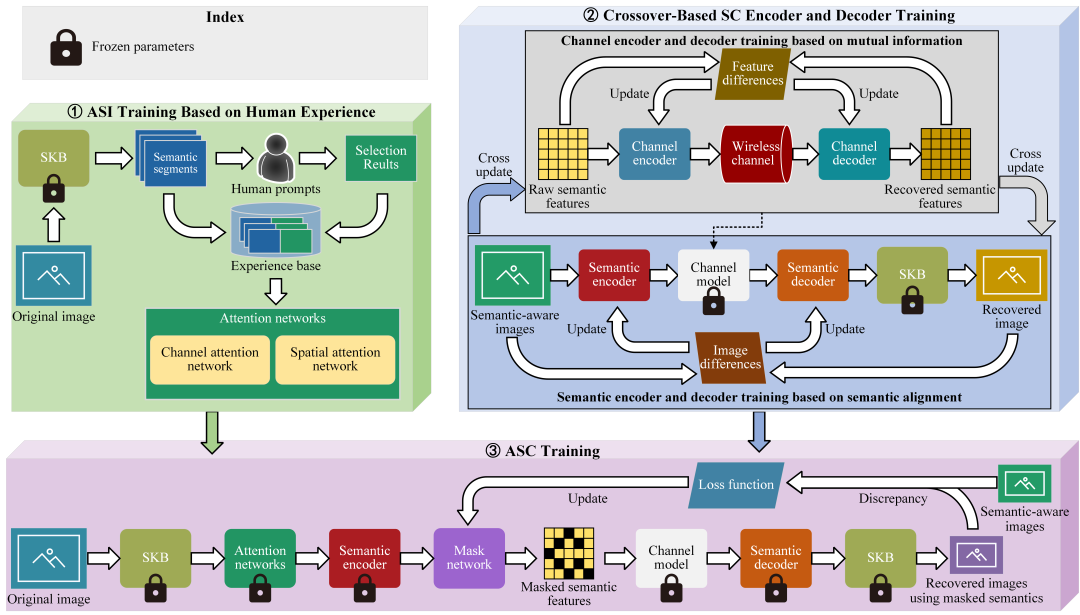 Index
Frozen parameters
① ASI Training Based on Human Experience
SKB
Semantic
segments
Human prompts
Selection
Reults
Experience base
Original image
Attention networks
Channel attention
network
Spatial attention
network
② Crossover-Based SC Encoder and Decoder Training
Channel encoder and decoder training based on mutual information
Feature
differences
Update
Update
Channel
encoder
Wireless
channel
Channel
decoder
Raw semantic
features
Recovered semantic
features
Cross
update
Cross
update
Semantic
encoder
Channel
model
Semantic
decoder
SKB
Semantic-aware
images
Recovered
image
Update
Update
Image
differences
Semantic encoder and decoder training based on semantic alignment
③ ASC Training
Loss function
Update
Discrepancy
Semantic-aware
images
Original image
SKB
Attention
networks
Semantic
encoder
Mask
network
Masked semantic
features
Channel
model
Semantic
decoder
SKB
Recovered images
using masked semantics